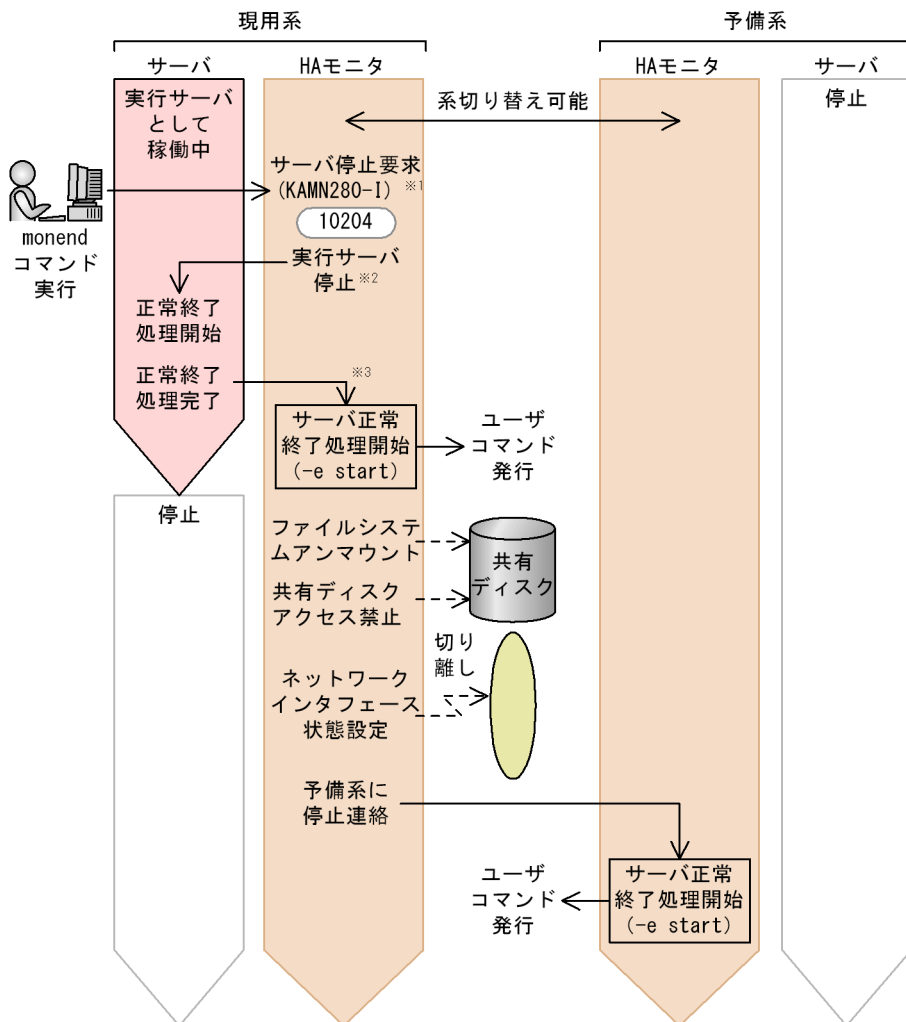 現用系
予備系
サーバ
HAモニタ
HAモニタ
サーバ
実行サーバ
として
稼働中
系切り替え可能
停止
サーバ停止要求
(KAMN280-I) ※1
10204
monend
コマンド
実行
実行サーバ
停止※2
正常終了
処理開始
正常終了
処理完了
※3
サーバ正常
終了処理開始
(-e start)
ユーザ
コマンド
発行
停止
ファイルシステ
ムアンマウント
共有
ディスク
共有ディスク
アクセス禁止
切り
離し
ネットワーク
インタフェース
状態設定
予備系に
停止連絡
ユーザ
コマンド
発行
サーバ正常
終了処理開始
(-e start)